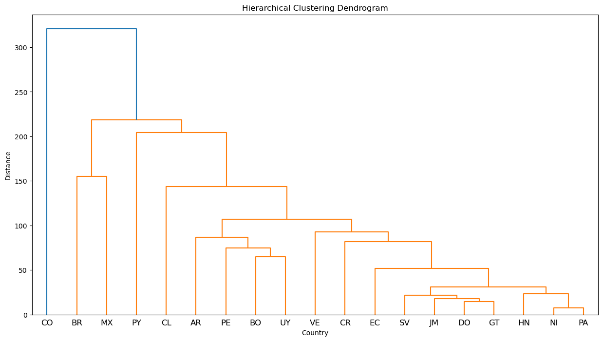 Hierarchical Clustering Dendrogram
300
250
200
150
100
50
0
Distance
CO BR MX PY CL AR PE BO UY VE CR EC SV JM DO GT HN NI PA
Country